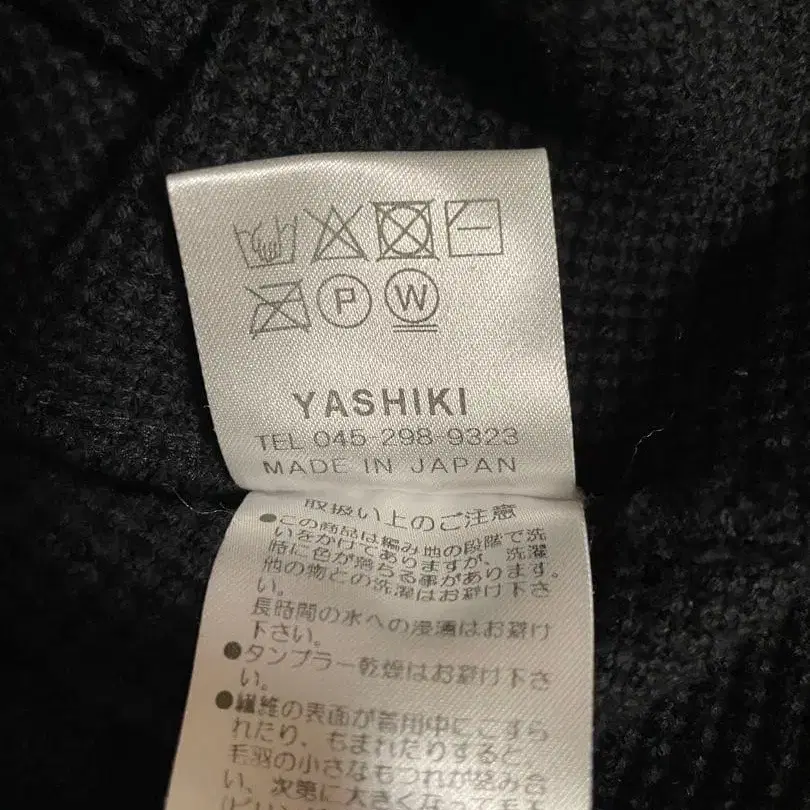 P W
YASHIKI
TEL 045-298-9323
MADE IN JAPAN
取扱い上のご注意
●この商品は編み地の段階で洗
いをかけてありますが、洗濯
時に色が落ちる事があります。
他の物との洗濯はお避け下さ
い。
長時間の水への浸漬はお避け
下さい。
●タンブラー乾燥はお避け下さ
い。
●繊維の表面が着用中にこすら
れたり、もまれたりすると
毛羽の小さなもつれが絡み合
い、次第に大きくなって毛玉